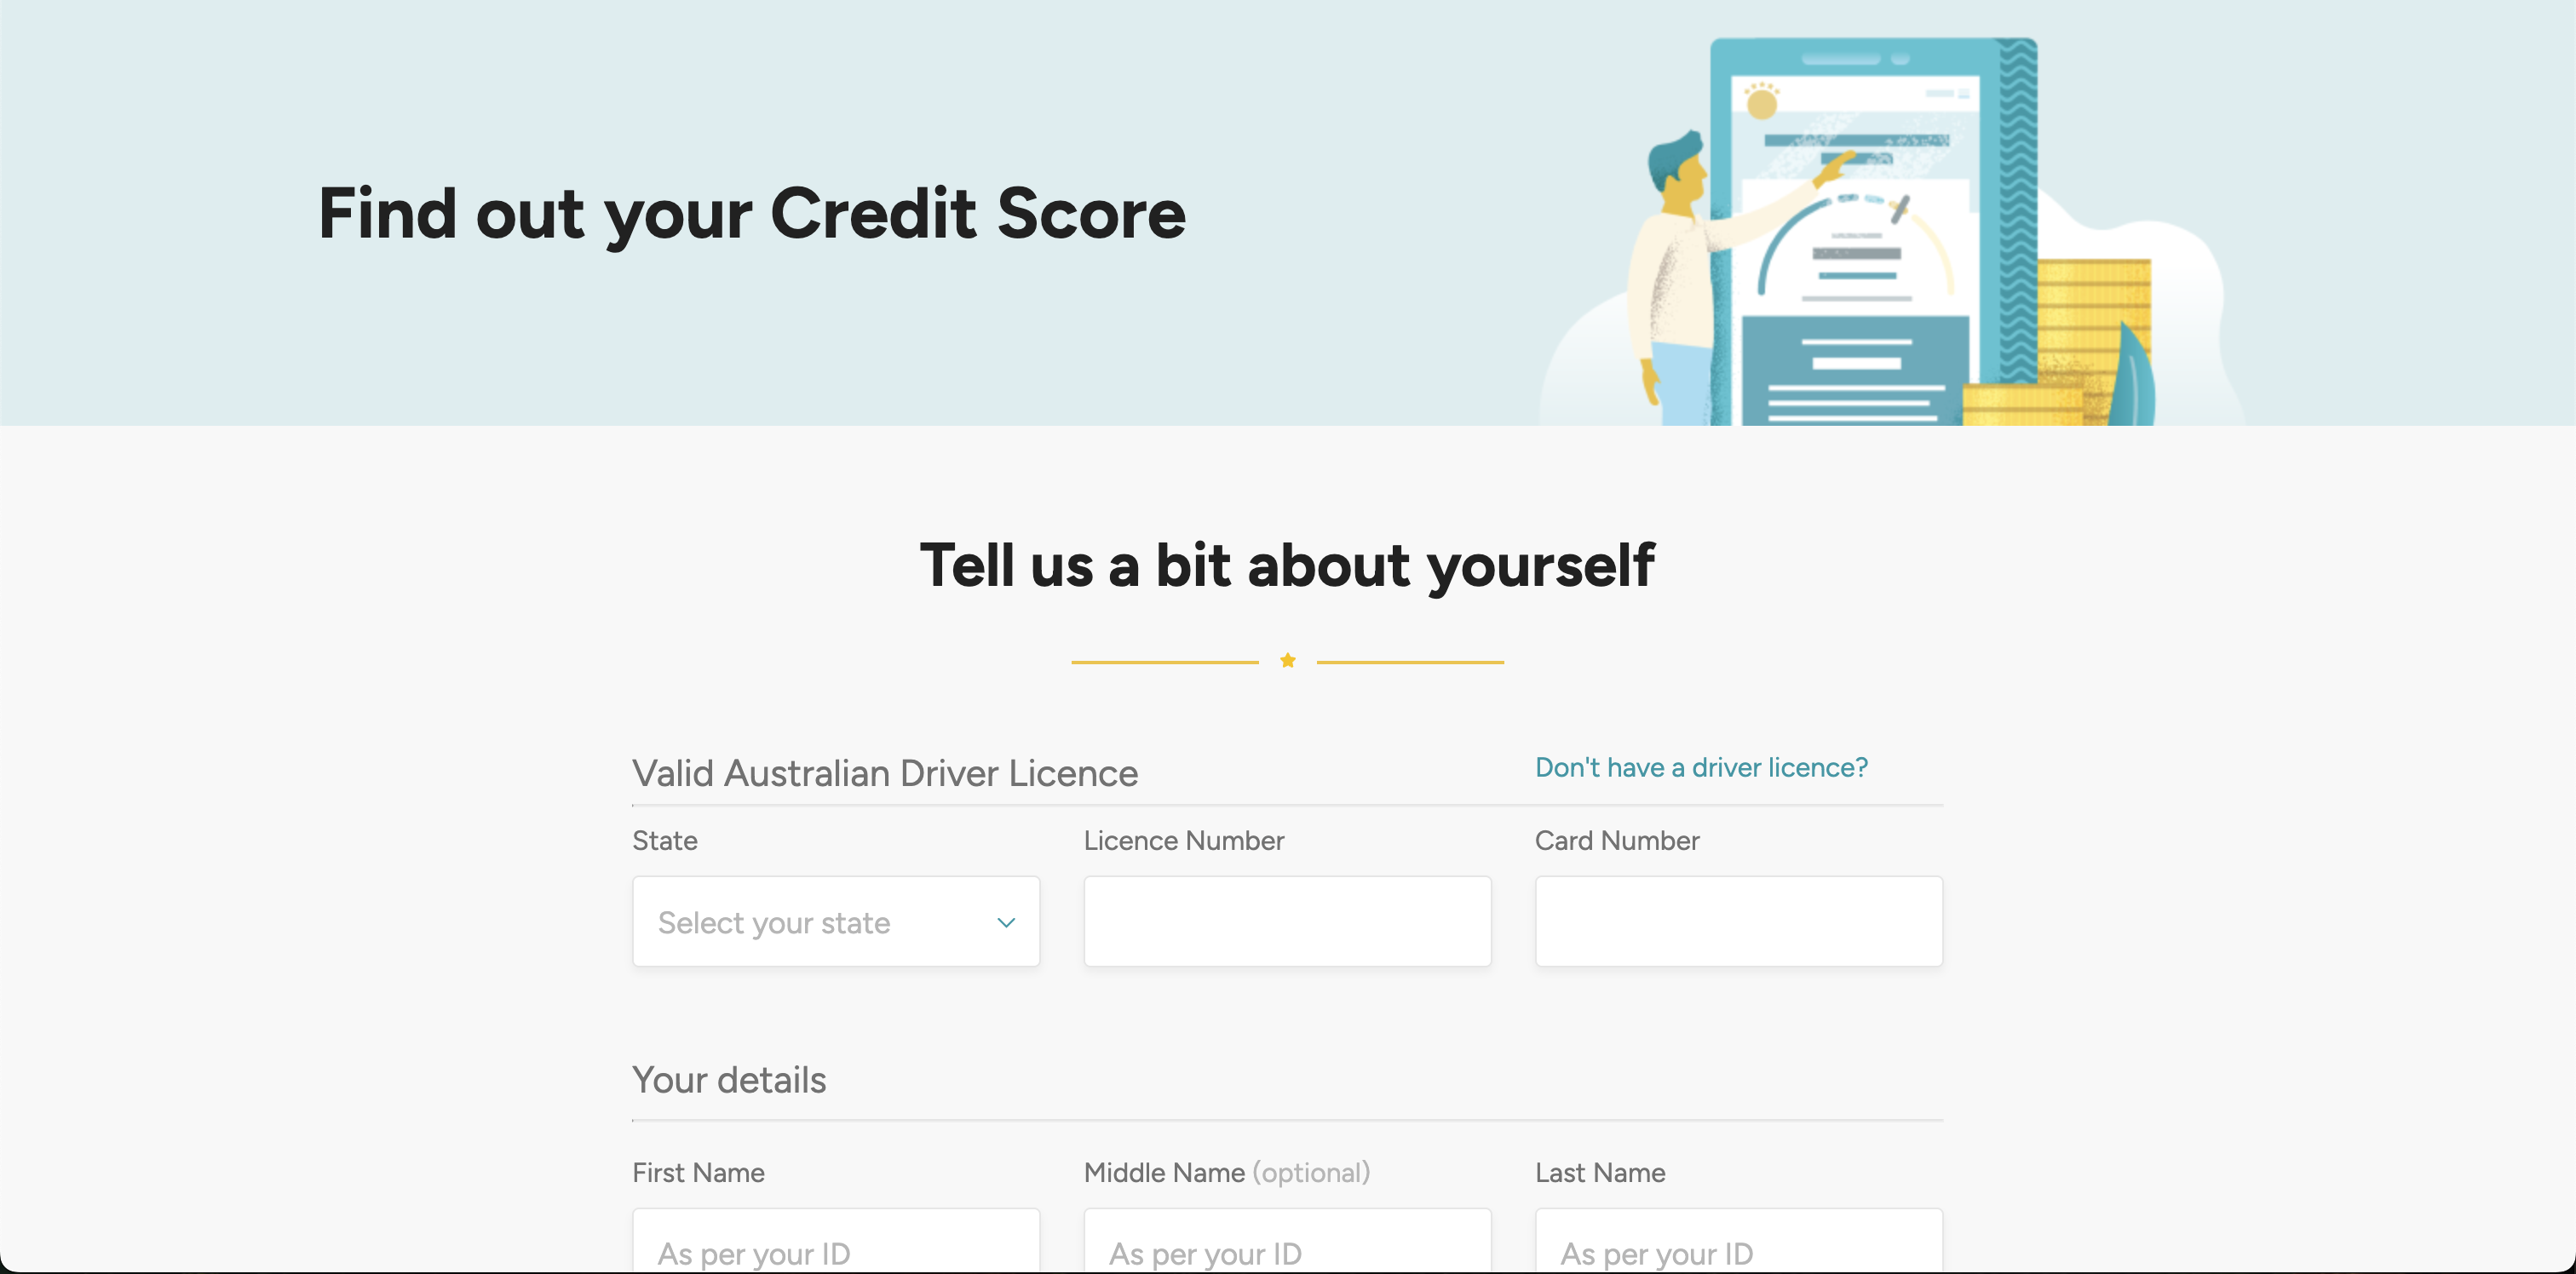 Find out your Credit Score
Tell us a bit about yourself
Valid Australian Driver Licence
Don't have a driver licence?
State
Licence Number
Card Number
Select your state
Your details
First Name
Middle Name (optional)
Last Name
As per your ID
As per your ID
As per your ID